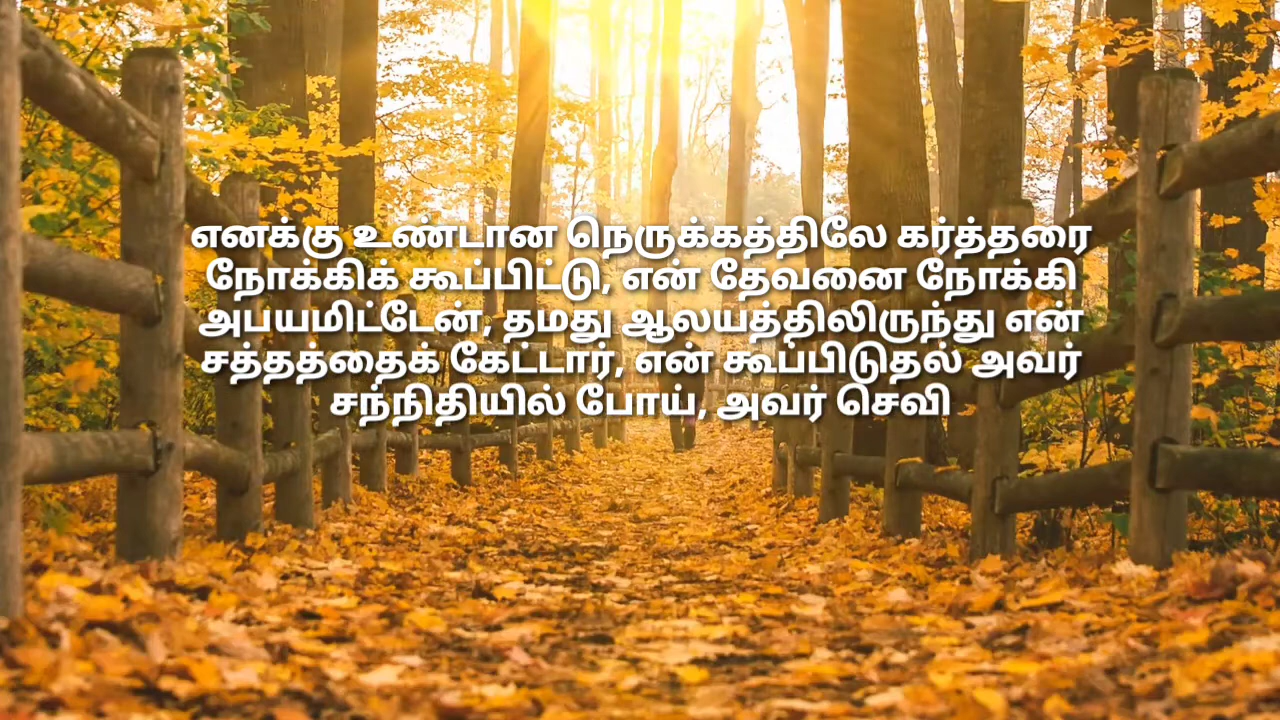 எனக்கு உண்டான நெருக்கத்திலே கர்த்தரை
நோக்கிக் கூப்பிட்டு, என் தேவனை நோக்கி
அபயமிட்டேன், தமது ஆலயத்திலிருந்து என்
சத்தத்தைக் கேட்டார், என் கூப்பிடுதல் அவர்
சந்நிதியில் போய், அவர் செவி